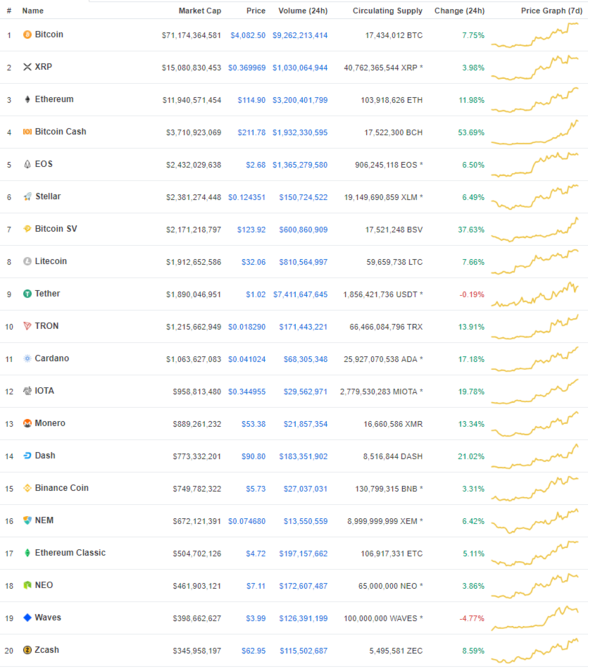 # Name Market Cap Price Volume (24h) Circulating Supply Change (24h) Price Graph (7d)
1 Bitcoin $71,174,364,581 $4,082.50 $9,262,213,414 17,434,012 BTC 7.75%
2 XRP $15,080,830,453 $0.369969 $1,030,064,944 40,762,365,544 XRP * 3.98%
3 Ethereum $11,940,571,454 $114.90 $3,200,401,799 103,918,626 ETH 11.98%
4 Bitcoin Cash $3,710,923,069 $211.78 $1,932,330,595 17,522,300 BCH 53.69%
5 EOS $2,432,029,638 $2.68 $1,365,279,580 906,245,118 EOS * 6.50%
6 Stellar $2,381,274,448 $0.124351 $150,724,522 19,149,690,859 XLM * 6.49%
7 Bitcoin SV $2,171,218,797 $123.92 $600,860,909 17,521,248 BSV 37.63%
8 Litecoin $1,912,652,586 $32.06 $810,564,997 59,659,738 LTC 7.66%
9 Tether $1,890,046,951 $1.02 $7,411,647,645 1,856,421,736 USDT * -0.19%
10 TRON $1,215,662,949 $0.018290 $171,443,221 66,466,084,796 TRX 13.91%
11 Cardano $1,063,627,083 $0.041024 $68,305,348 25,927,070,538 ADA * 17.18%
12 IOTA $958,813,480 $0.344955 $29,562,971 2,779,530,283 MIOTA * 19.78%
13 Monero $889,261,232 $53.38 $21,857,354 16,660,586 XMR 13.34%
14 Dash $773,332,201 $90.80 $183,351,902 8,516,844 DASH 21.02%
15 Binance Coin $749,782,322 $5.73 $27,037,031 130,799,315 BNB * 3.31%
16 NEM $672,121,391 $0.074680 $13,550,559 8,999,999,999 XEM * 6.42%
17 Ethereum Classic $504,702,126 $4.72 $197,157,662 106,917,331 ETC 5.11%
18 NEO $461,903,121 $7.11 $172,607,487 65,000,000 NEO * 3.86%
19 Waves $398,662,627 $3.99 $126,391,199 100,000,000 WAVES * -4.77%
20 Zcash $345,958,197 $62.95 $115,502,687 5,495,581 ZEC 8.59%